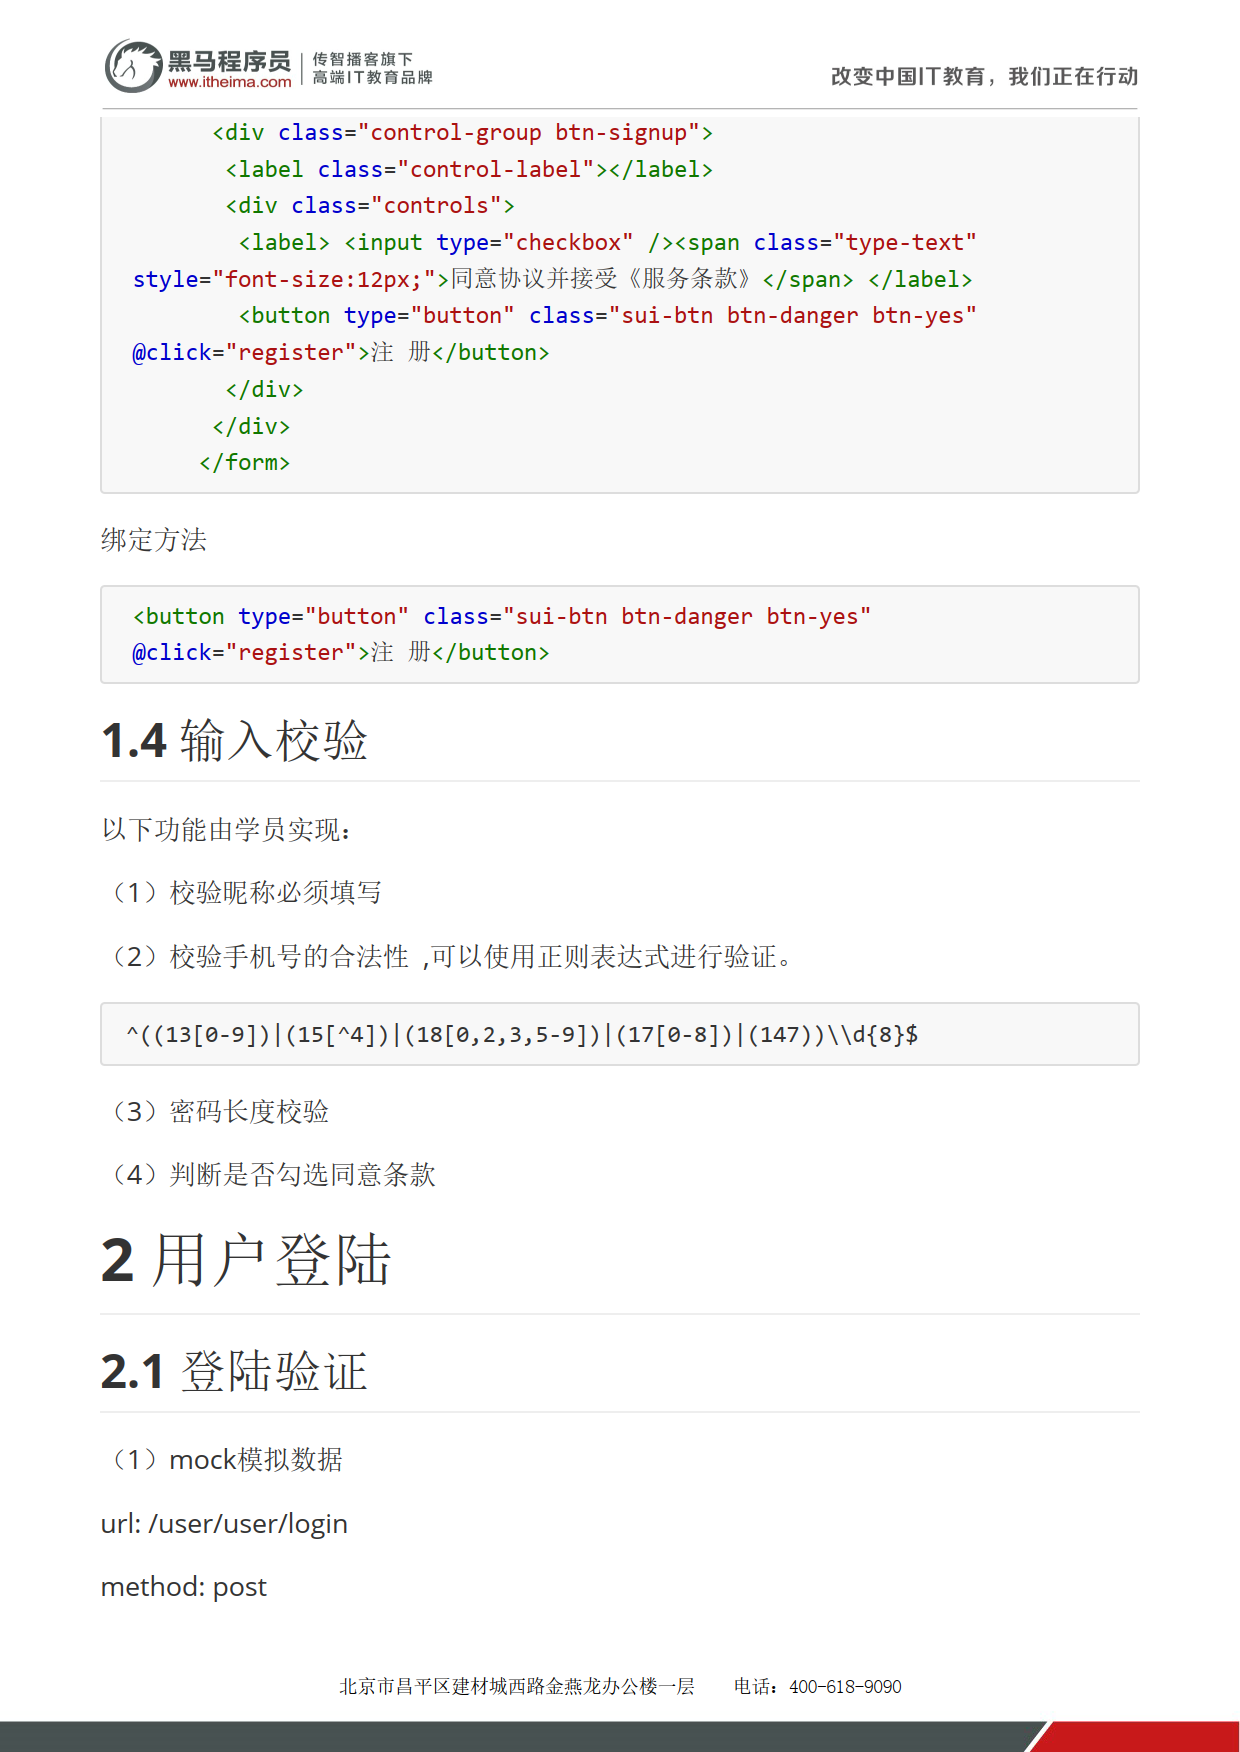 黑马程序员
www.itheima.com
传智播客旗下
高端IT教育品牌
改变中国IT教育，我们正在行动
<div class="control-group btn-signup">
<label class="control-label"></label>
<div class="controls">
<label> <input type="checkbox" /><span class="type-text"
style="font-size:12px;">同意协议并接受《服务条款》</span> </label>
<button type="button" class="sui-btn btn-danger btn-yes"
@click="register">注 册</button>
</div>
</div>
</form>
绑定方法
<button type="button" class="sui-btn btn-danger btn-yes"
@click="register">注 册</button>
1.4 输入校验
以下功能由学员实现：
（1）校验昵称必须填写
（2）校验手机号的合法性 ,可以使用正则表达式进行验证。
^((13[0-9])|(15[^4])|(18[0,2,3,5-9])|(17[0-8])|(147))\\d{8}$
（3）密码长度校验
（4）判断是否勾选同意条款
2 用户登陆
2.1 登陆验证
（1）mock模拟数据
url: /user/user/login
method: post
北京市昌平区建材城西路金燕龙办公楼一层 电话：400-618-9090